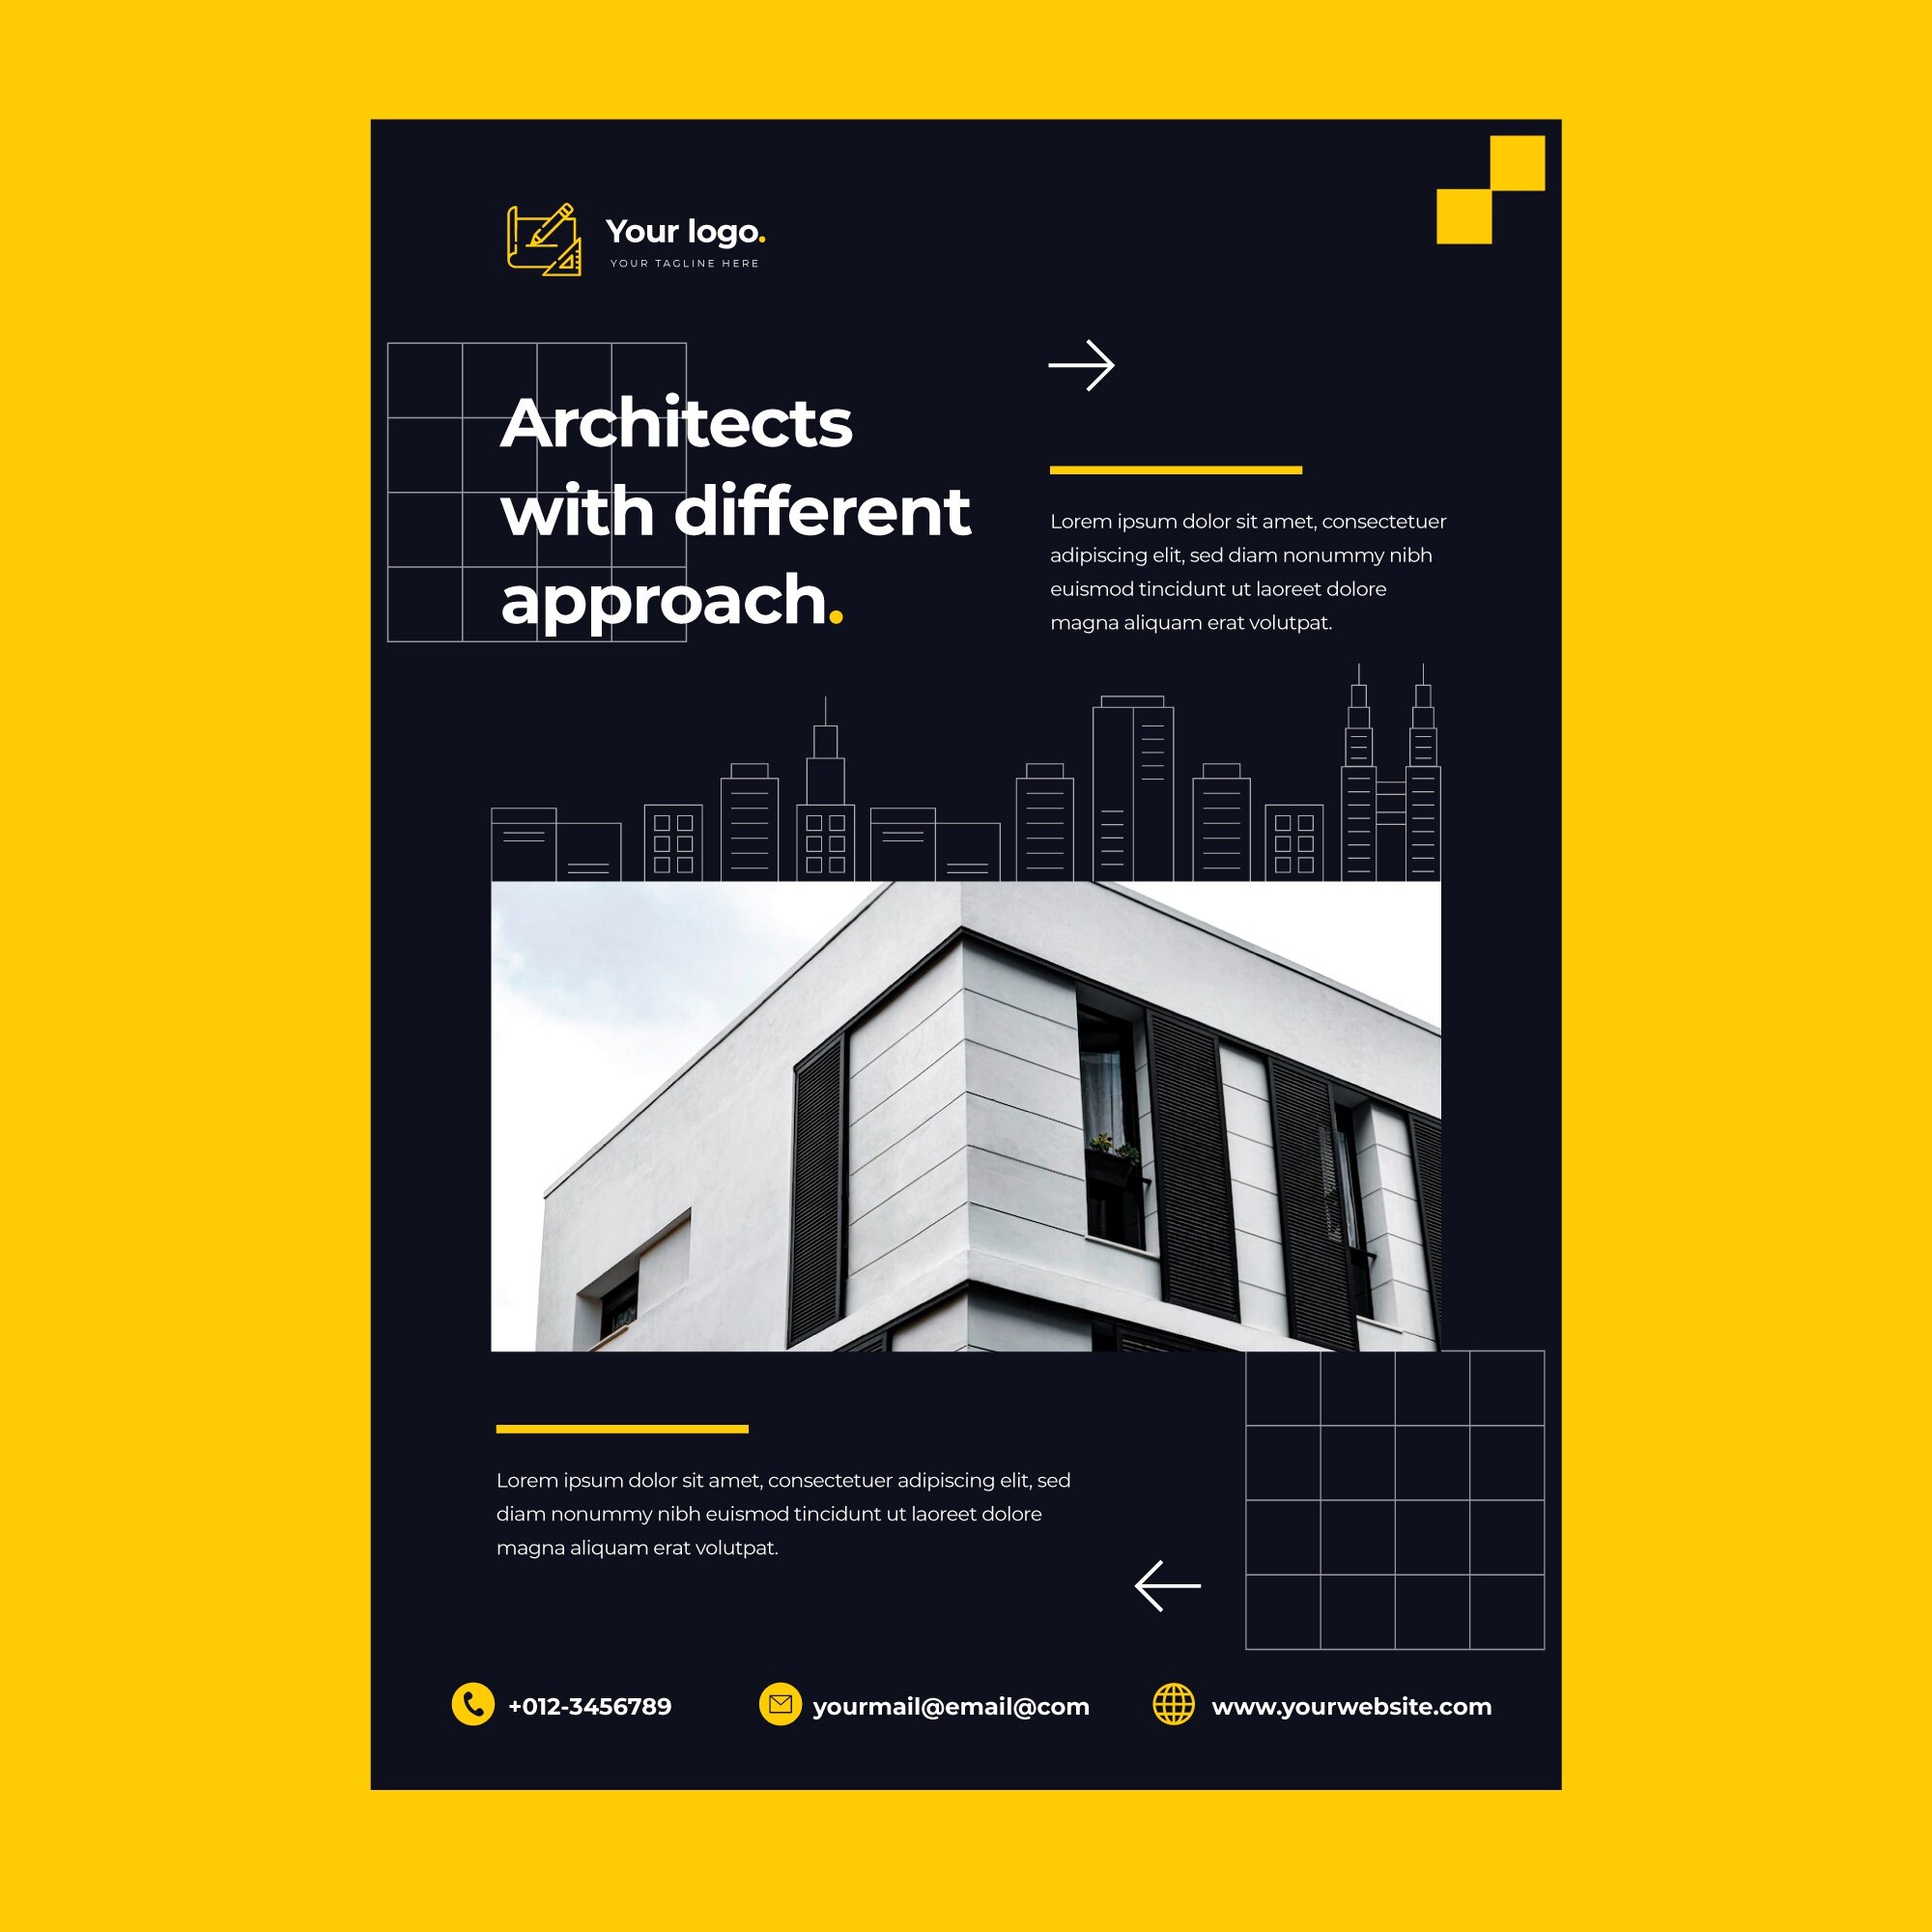 Your logo.
YOUR TAGLINE HERE
Architects
with different
approach.
Lorem ipsum dolor sit amet, consectetuer
adipiscing elit, sed diam nonummy nibh
euismod tincidunt ut laoreet dolore
magna aliquam erat volutpat.
Lorem ipsum dolor sit amet, consectetuer adipiscing elit, sed
diam nonummy nibh euismod tincidunt ut laoreet dolore
magna aliquam erat volutpat.
+012-3456789
yourmail@email@com
www.yourwebsite.com